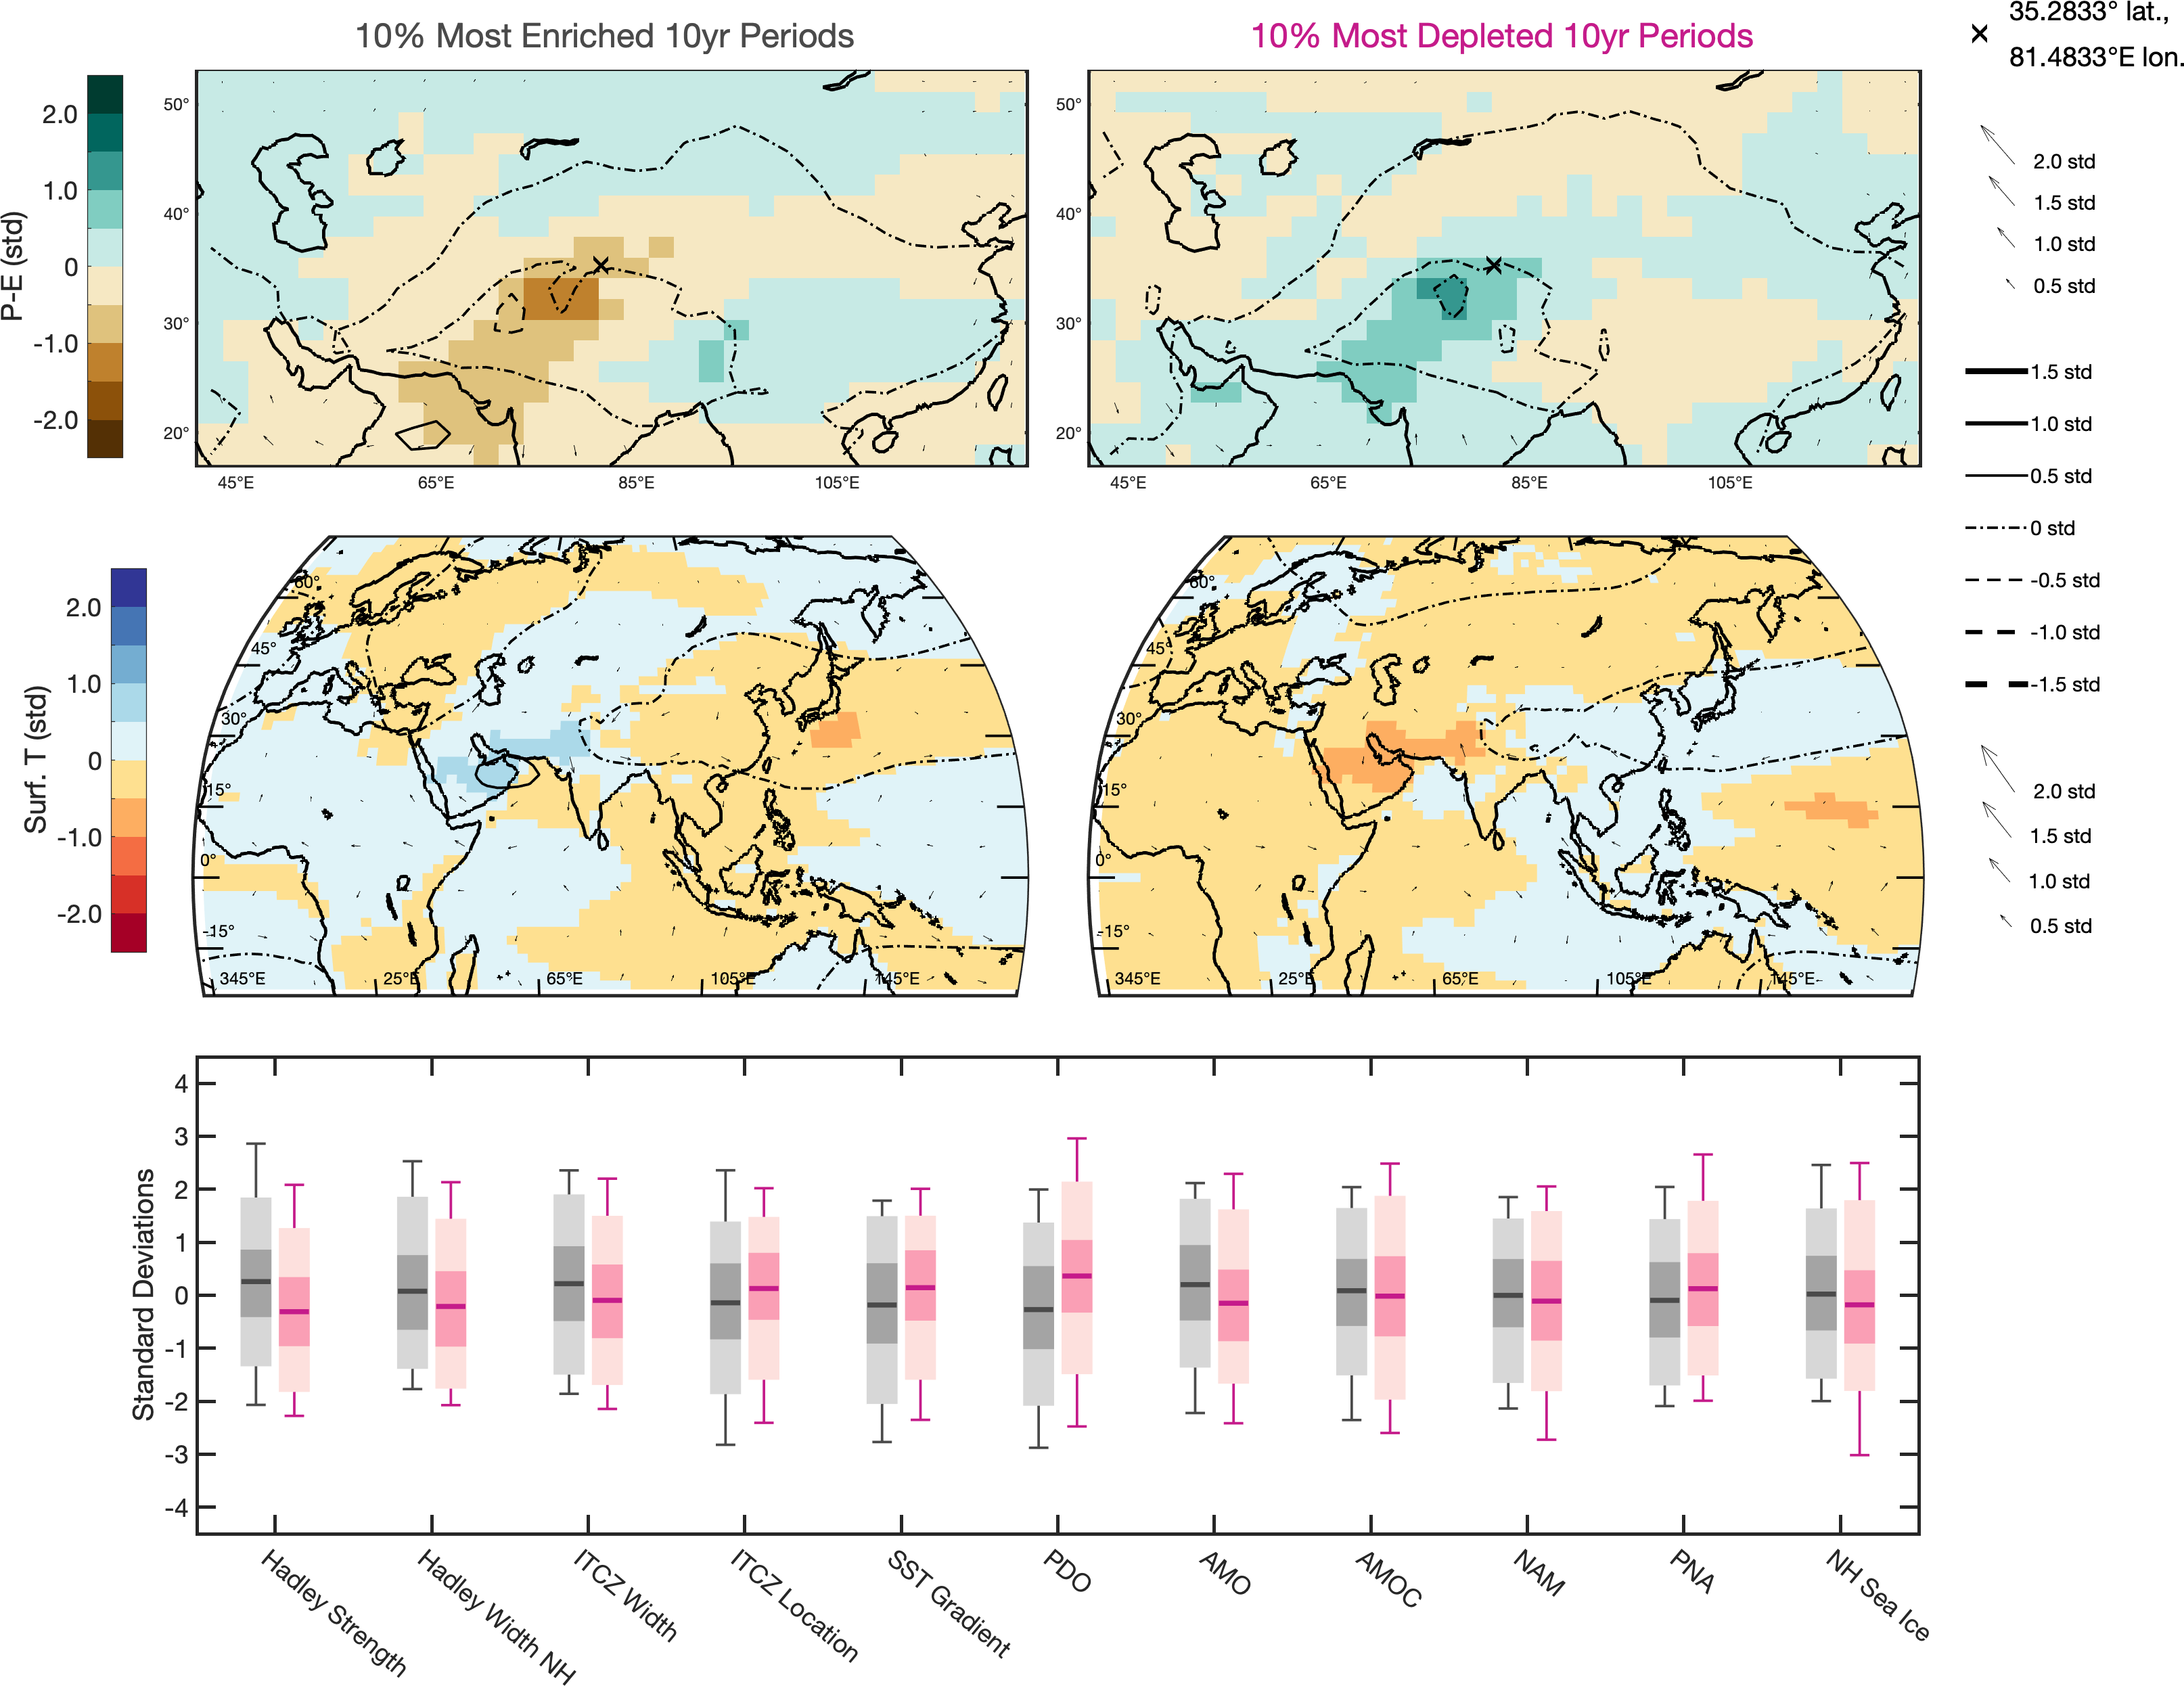 10% Most Enriched 10yr Periods
10% Most Depleted 10yr Periods
35.2833° lat.,
81.4833°E lon.
P-E (std)
2.0
1.0
0
-1.0
-2.0
50°
40°
30°
20°
45°E 65°E 85°E 105°E
50°
40°
30°
20°
45°E 65°E 85°E 105°E
2.0 std
1.5 std
1.0 std
0.5 std
1.5 std
1.0 std
0.5 std
0 std
-0.5 std
-1.0 std
-1.5 std
Surf. T (std)
2.0
1.0
0
-1.0
-2.0
60°
45°
30°
15°
0°
-15°
345°E 25°E 65°E 105°E 145°E
60°
45°
30°
15°
0°
-15°
345°E 25°E 65°E 105°E 145°E
2.0 std
1.5 std
1.0 std
0.5 std
Standard Deviations
4
3
2
1
0
-1
-2
-3
-4
Hadley Strength
Hadley Width NH
ITCZ Width
ITCZ Location
SST Gradient
PDO
AMO
AMOC
NAM
PNA
NH Sea Ice